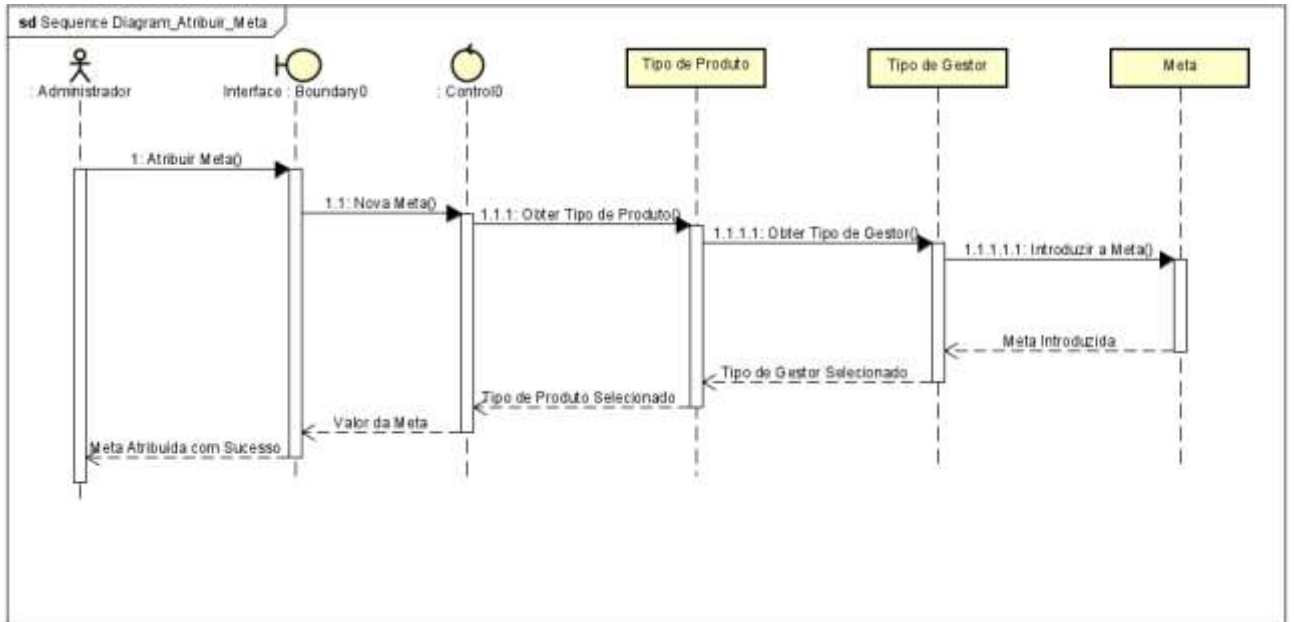 sd Sequence Diagram_Atribuir_Meta
: Administrador
Interface : Boundary0
: Control0
Tipo de Produto
Tipo de Gestor
Meta
1: Atribuir Meta()
1.1: Nova Meta()
1.1.1: Obter Tipo de Produto()
1.1.1.1: Obter Tipo de Gestor()
1.1.1.1.1: Introduzir a Meta()
Meta Introduzida
Tipo de Gestor Selecionado
Tipo de Produto Selecionado
Valor da Meta
Meta Atribuida com Sucesso